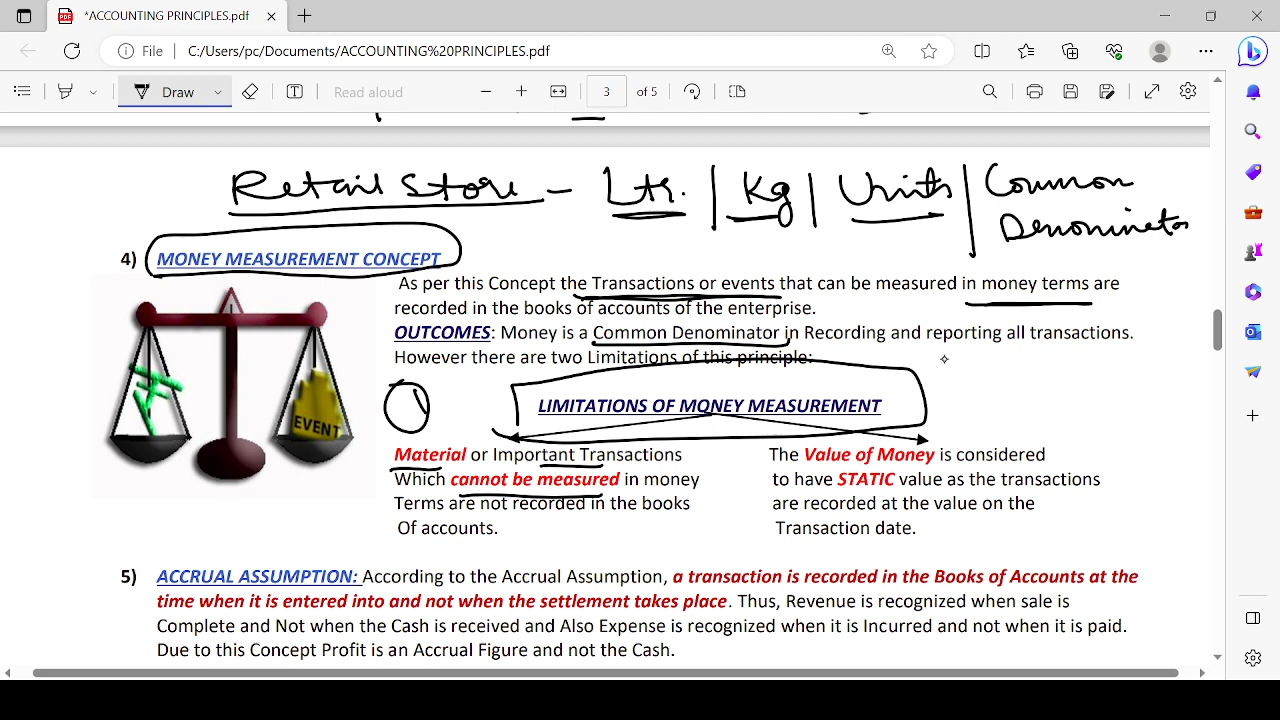 *ACCOUNTING PRINCIPLES.pdf
File C:/Users/pc/Documents/ACCOUNTING%20PRINCIPLES.pdf
Draw Read aloud 3 of 5
Retail Store - Ltr. | Kg | Units | Common
Denominator
4) MONEY MEASUREMENT CONCEPT
As per this Concept the Transactions or events that can be measured in money terms are
recorded in the books of accounts of the enterprise.
OUTCOMES: Money is a Common Denominator in Recording and reporting all transactions.
However there are two Limitations of this principle:
LIMITATIONS OF MONEY MEASUREMENT
EVENT
Material or Important Transactions
Which cannot be measured in money
Terms are not recorded in the books
Of accounts.
The Value of Money is considered
to have STATIC value as the transactions
are recorded at the value on the
Transaction date.
5) ACCRUAL ASSUMPTION: According to the Accrual Assumption, a transaction is recorded in the Books of Accounts at the
time when it is entered into and not when the settlement takes place. Thus, Revenue is recognized when sale is
Complete and Not when the Cash is received and Also Expense is recognized when it is Incurred and not when it is paid.
Due to this Concept Profit is an Accrual Figure and not the Cash.